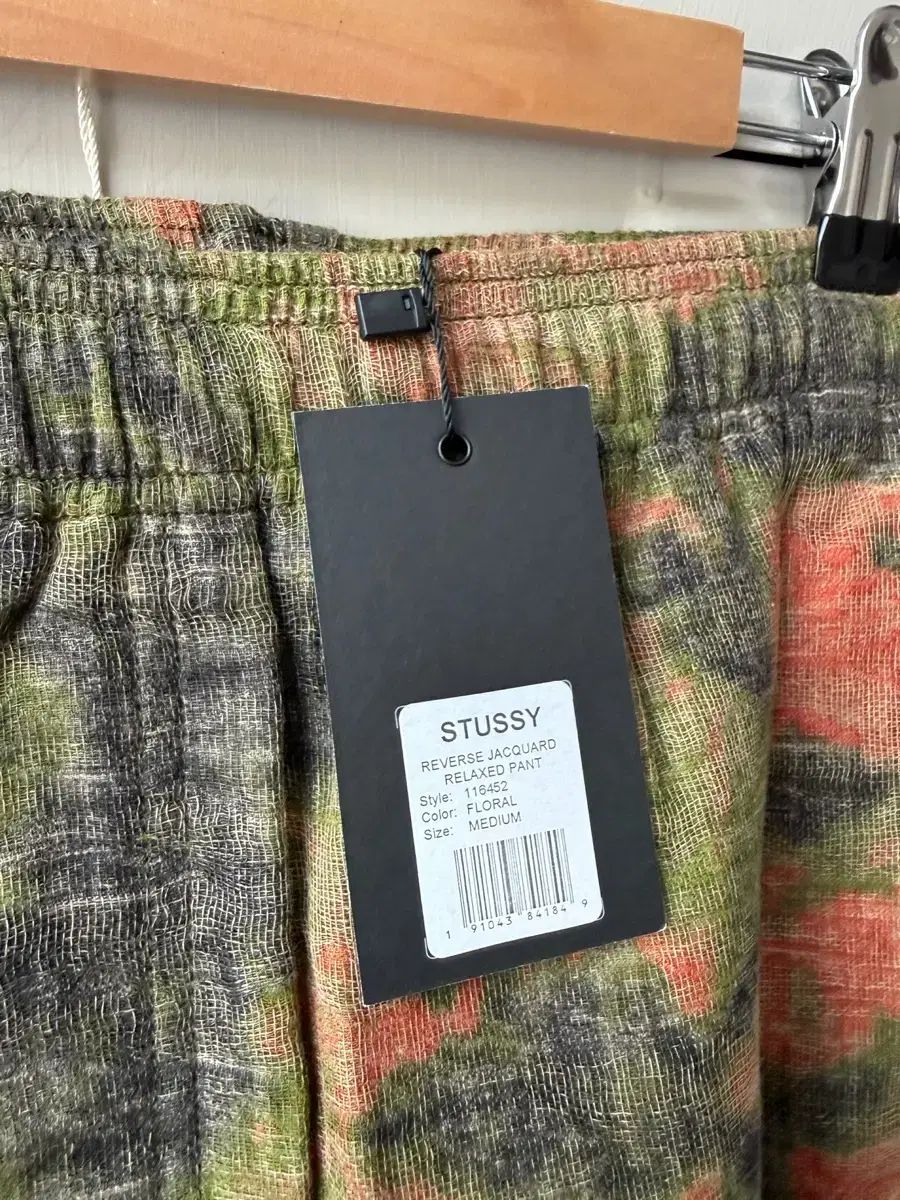 STUSSY
REVERSE JACQUARD
RELAXED PANT
Style: 116452
Color: FLORAL
Size: MEDIUM
1 91043 84184 9